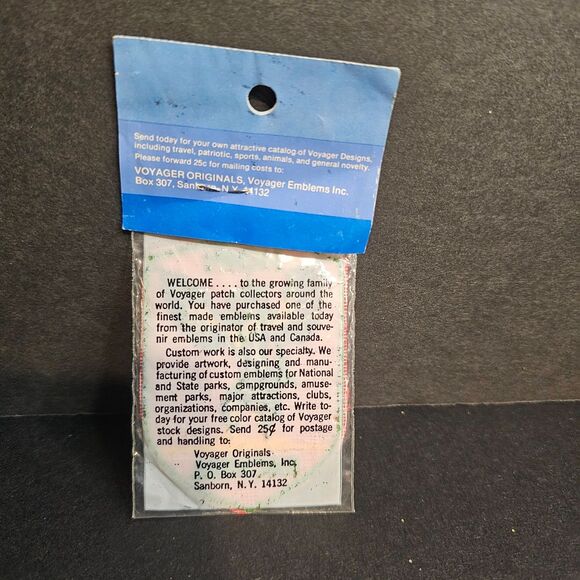 Send today for your own attractive catalog of Voyager Designs,
including travel, patriotic, sports, animals, and general novelty.
Please forward 25c for mailing costs to:
VOYAGER ORIGINALS, Voyager Emblems Inc.
Box 307, Sanborn, N.Y. 14132
WELCOME . . . . to the growing family
of Voyager patch collectors around the
world. You have purchased one of the
finest made emblems available today
from the originator of travel and souve-
nir emblems in the USA and Canada.
Custom work is also our specialty. We
provide artwork, designing and manu-
facturing of custom emblems for National
and State parks, campgrounds, amuse-
ment parks, major attractions, clubs,
organizations, companies, etc. Write to-
day for your free color catalog of Voyager
stock designs. Send 25¢ for postage
and handling to:
Voyager Originals
Voyager Emblems, Inc.
P. O. Box 307
Sanborn, N.Y. 14132